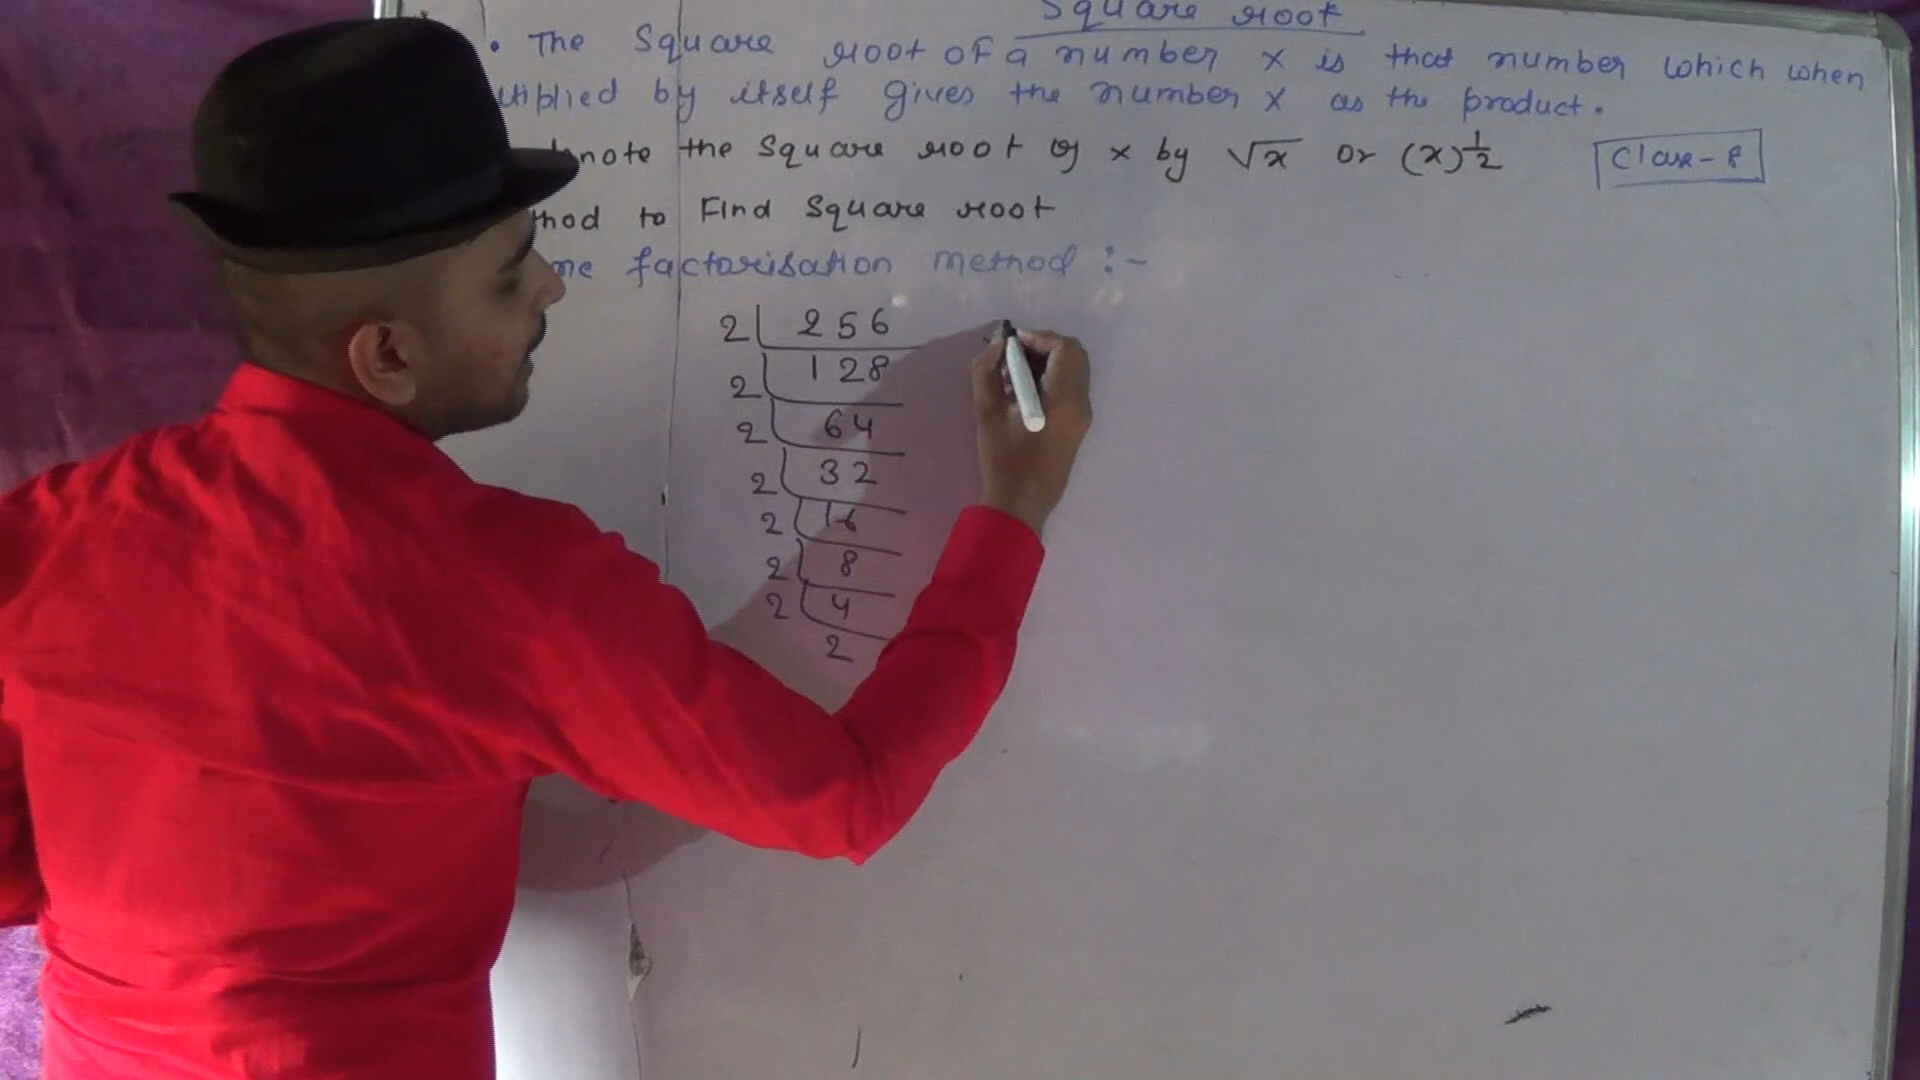 Square root
• The Square root of a number x is that number which when
ultiplied by itself gives the number x as the product.
enote the Square root of x by √x or (x)^1/2
Class - 8
thod to Find Square root
me factorisation method :-
2 | 256
2 | 128
2 | 64
2 | 32
2 | 16
2 | 8
2 | 4
2